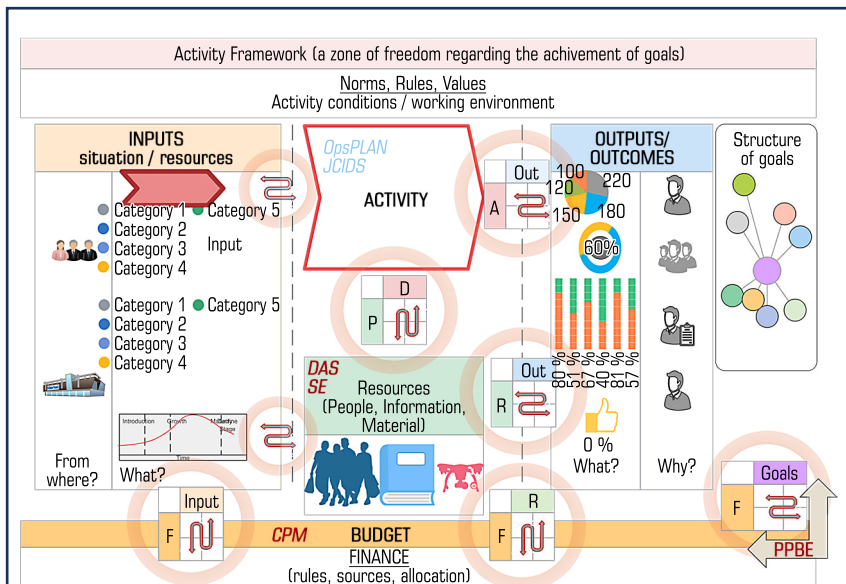 Activity Framework (a zone of freedom regarding the achivement of goals)
Norms, Rules, Values
Activity conditions / working environment
INPUTS
situation / resources
Category 1
Category 5
Category 2
Input
Category 3
Category 4
Category 1
Category 5
Category 2
Category 3
Category 4
Introduction
Growth
Stage
Time
From
where?
What?
OpsPLAN
JCIDS
ACTIVITY
Out
A
D
P
DAS
SE
Resources
(People, Information,
Material)
Out
R
OUTPUTS/
OUTCOMES
100
220
120
150
180
60%
80 %
51 %
67 %
40 %
81 %
57 %
0 %
What?
Why?
Structure
of goals
Input
F
R
F
Goals
F
PPBE
CPM
BUDGET
FINANCE
(rules, sources, allocation)